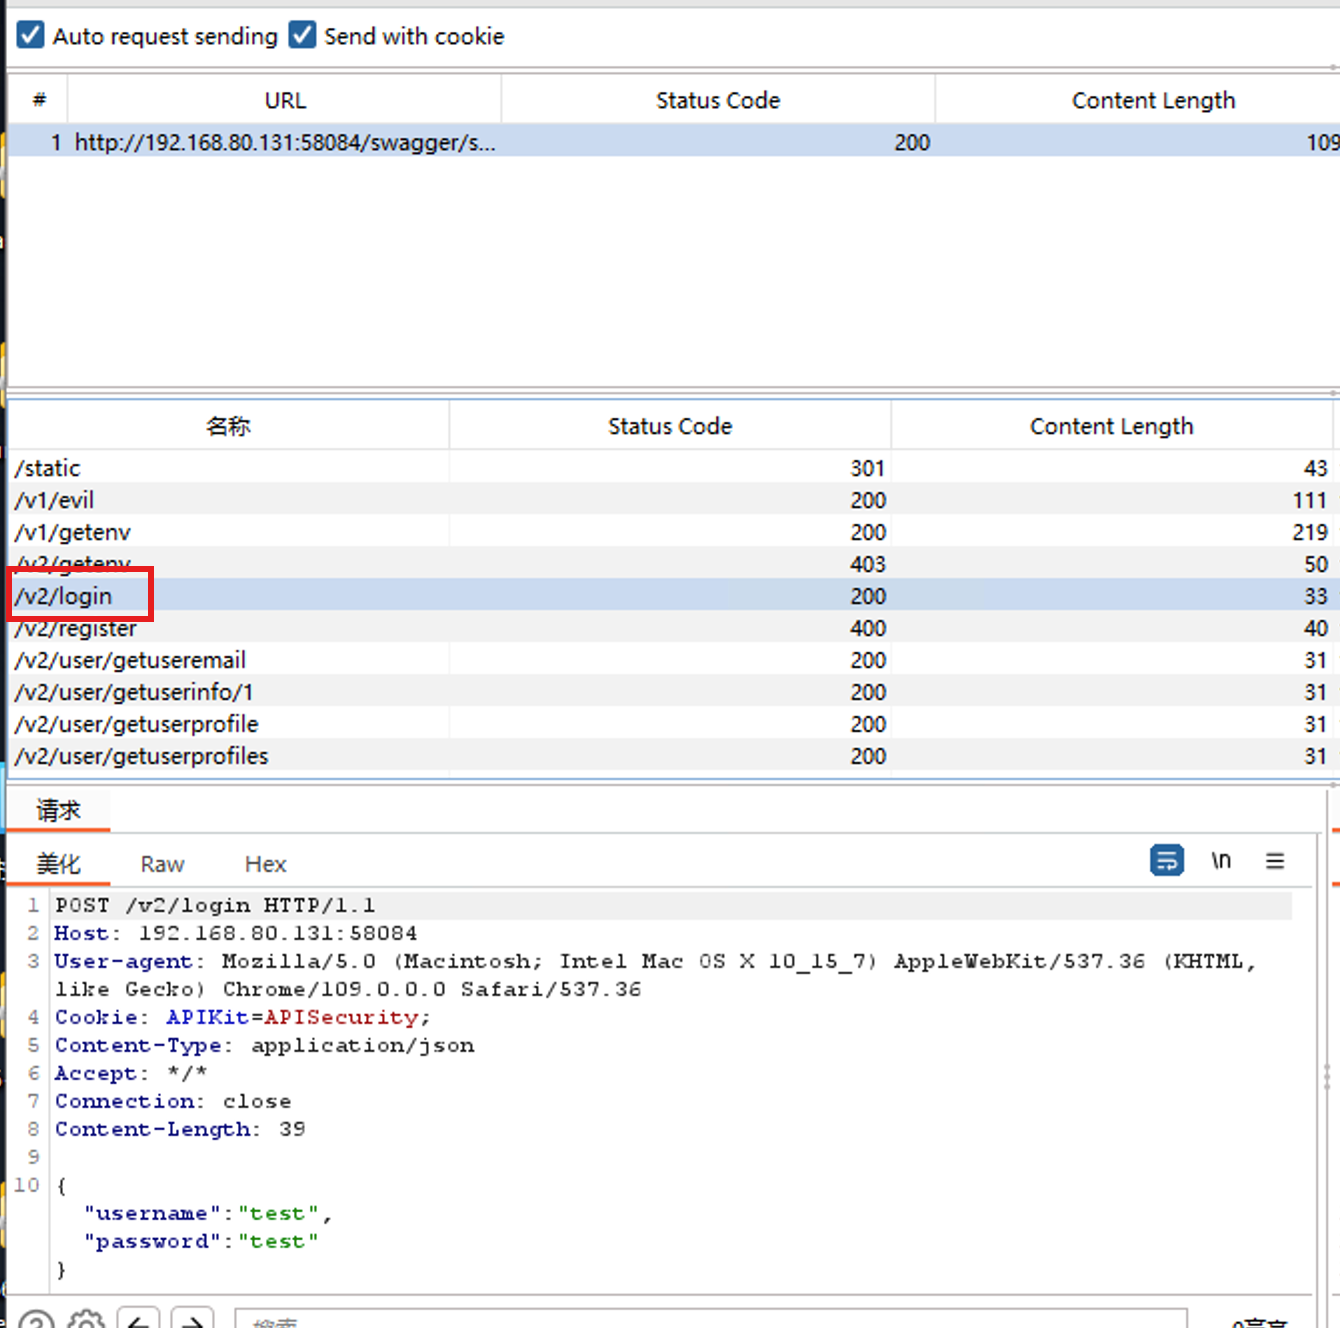 Auto request sending Send with cookie
# URL Status Code Content Length
1 http://192.168.80.131:58084/swagger/s... 200 109
名称 Status Code Content Length
/static 301 43
/v1/evil 200 111
/v1/getenv 200 219
/v2/getenv 403 50
/v2/login 200 33
/v2/register 400 40
/v2/user/getuseremail 200 31
/v2/user/getuserinfo/1 200 31
/v2/user/getuserprofile 200 31
/v2/user/getuserprofiles 200 31
请求
美化 Raw Hex \n
1 POST /v2/login HTTP/1.1
2 Host: 192.168.80.131:58084
3 User-agent: Mozilla/5.0 (Macintosh; Intel Mac OS X 10_15_7) AppleWebKit/537.36 (KHTML,
like Gecko) Chrome/109.0.0.0 Safari/537.36
4 Cookie: APIKit=APISecurity;
5 Content-Type: application/json
6 Accept: */*
7 Connection: close
8 Content-Length: 39
9
10 {
"username":"test",
"password":"test"
}
搜索 0高亮